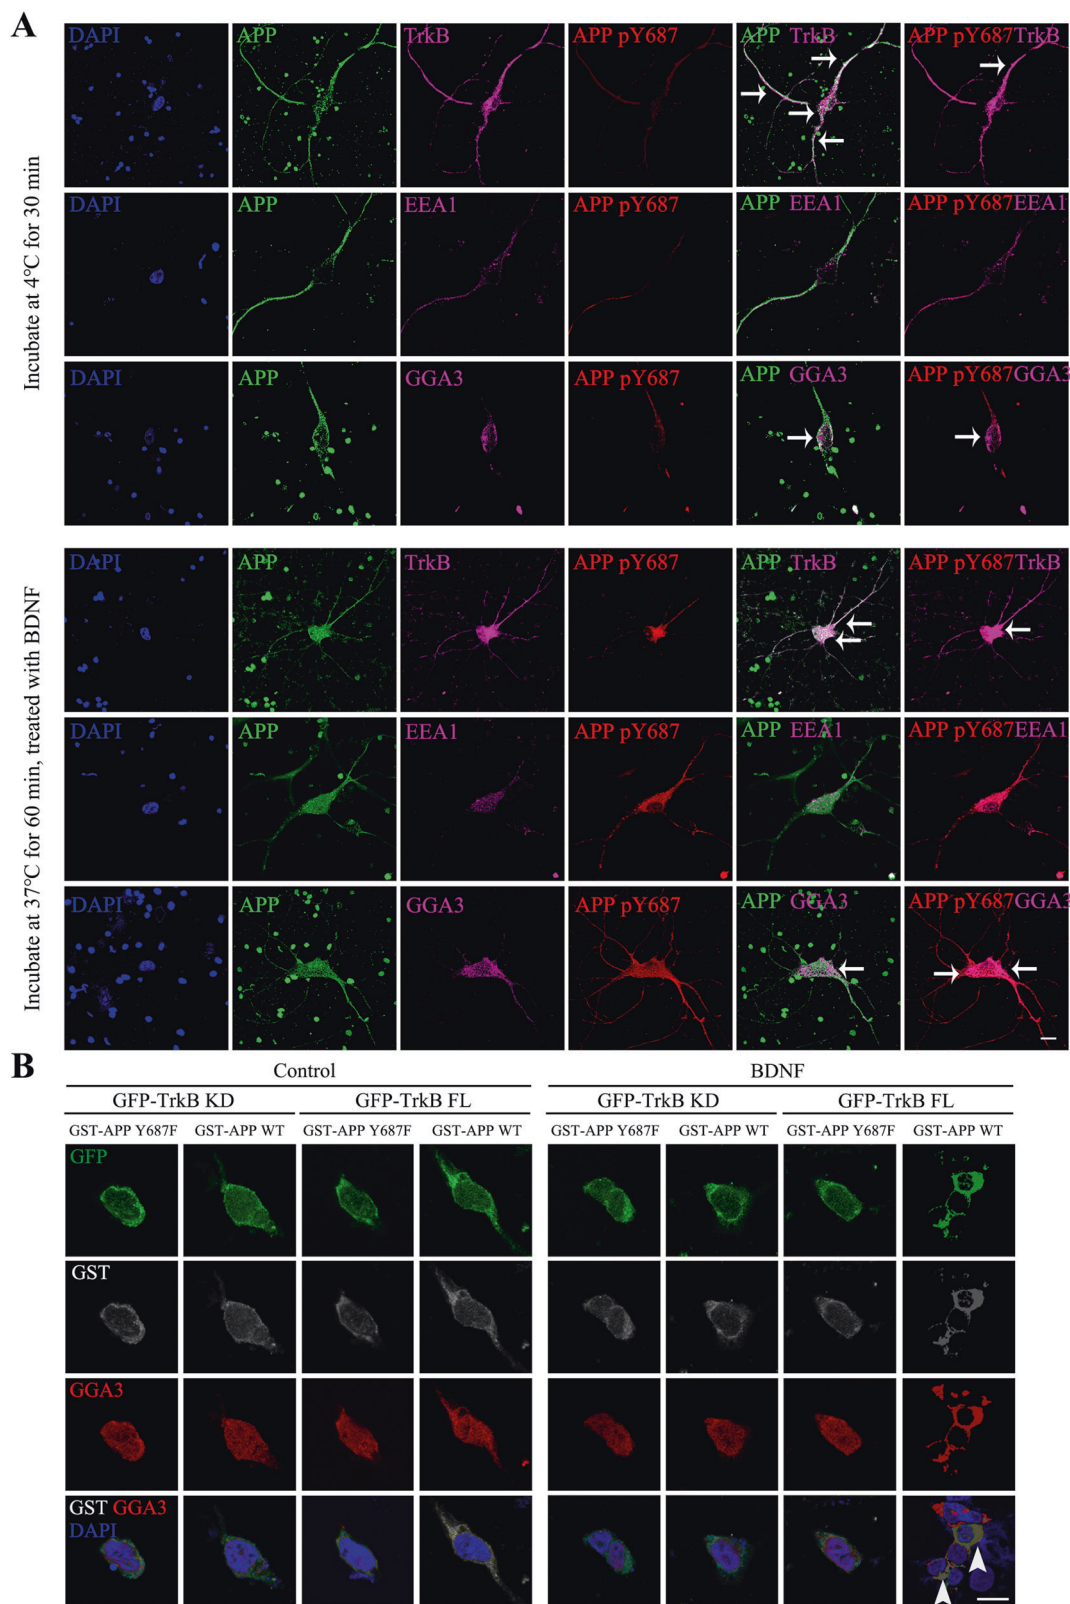 A
Incubate at 4℃ for 30 min
DAPI APP TrkB APP pY687 APP TrkB APP pY687TrkB
DAPI APP EEA1 APP pY687 APP EEA1 APP pY687EEA1
DAPI APP GGA3 APP pY687 APP GGA3 APP pY687GGA3
Incubate at 37℃ for 60 min, treated with BDNF
DAPI APP TrkB APP pY687 APP TrkB APP pY687TrkB
DAPI APP EEA1 APP pY687 APP EEA1 APP pY687EEA1
DAPI APP GGA3 APP pY687 APP GGA3 APP pY687GGA3
B
Control BDNF
GFP-TrkB KD GFP-TrkB FL GFP-TrkB KD GFP-TrkB FL
GST-APP Y687F GST-APP WT GST-APP Y687F GST-APP WT GST-APP Y687F GST-APP WT GST-APP Y687F GST-APP WT
GFP
GST
GGA3
GST GGA3
DAPI